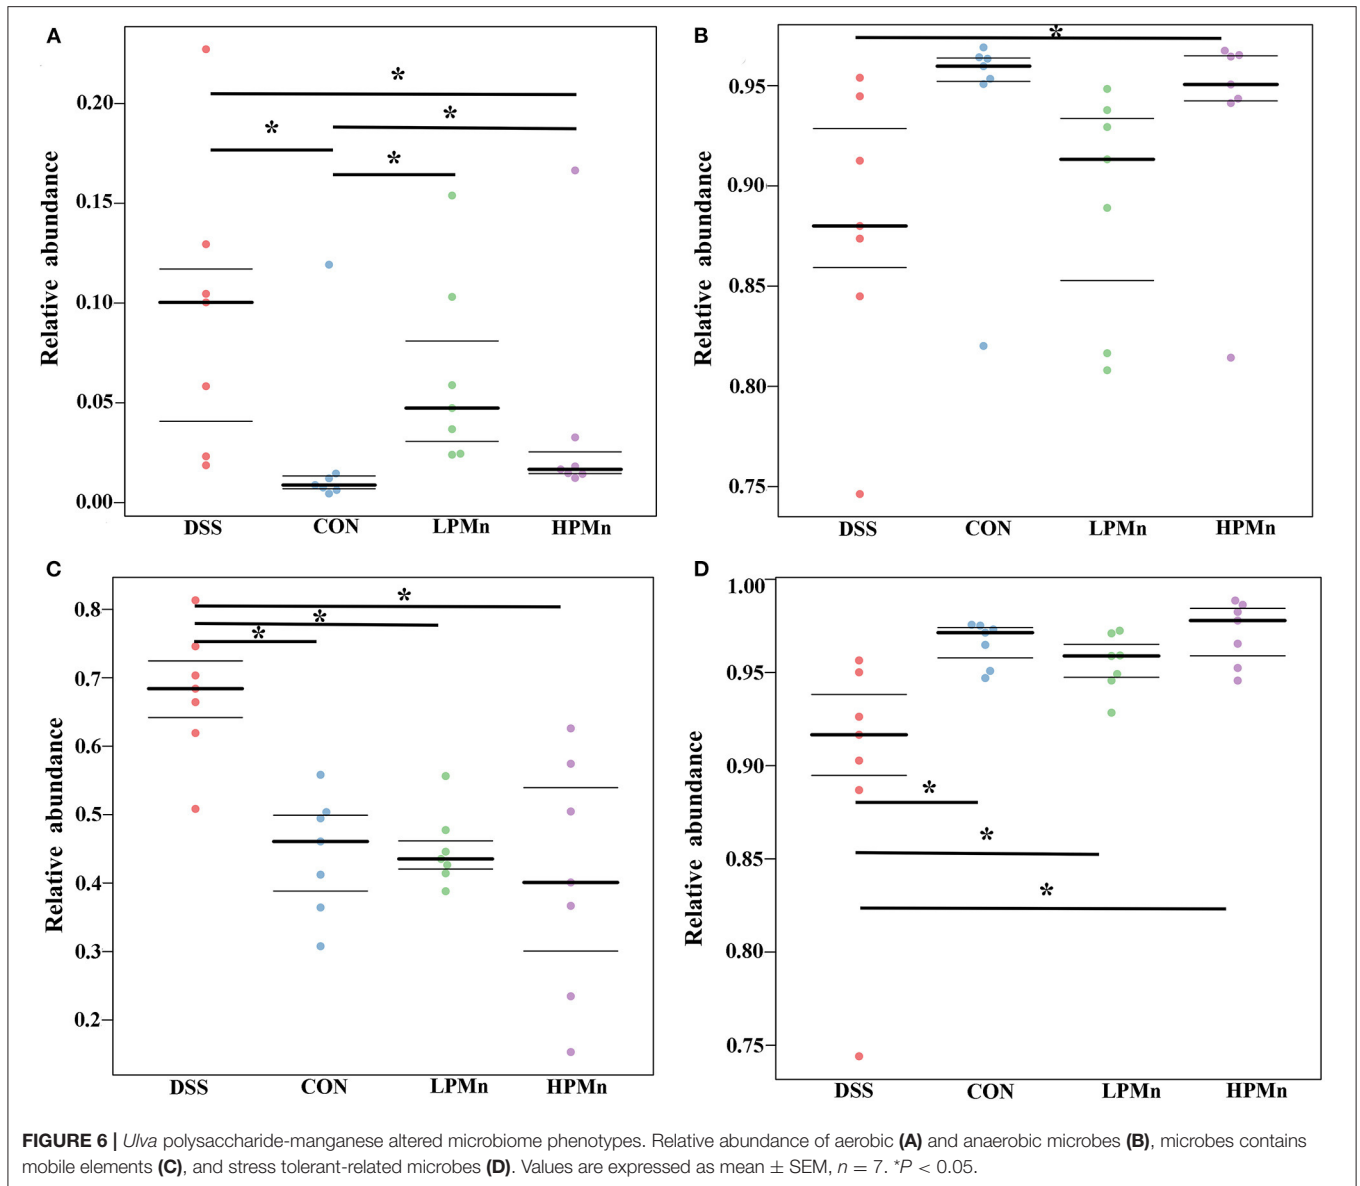 A
Relative abundance
0.20
0.15
0.10
0.05
0.00
*
*
*
*
DSS CON LPMn HPMn
B
Relative abundance
0.95
0.90
0.85
0.80
0.75
*
DSS CON LPMn HPMn
C
Relative abundance
0.8
0.7
0.6
0.5
0.4
0.3
0.2
*
*
*
DSS CON LPMn HPMn
D
Relative abundance
1.00
0.95
0.90
0.85
0.80
0.75
*
*
*
DSS CON LPMn HPMn
FIGURE 6 | Ulva polysaccharide-manganese altered microbiome phenotypes. Relative abundance of aerobic (A) and anaerobic microbes (B), microbes contains
mobile elements (C), and stress tolerant-related microbes (D). Values are expressed as mean ± SEM, n = 7. *P < 0.05.